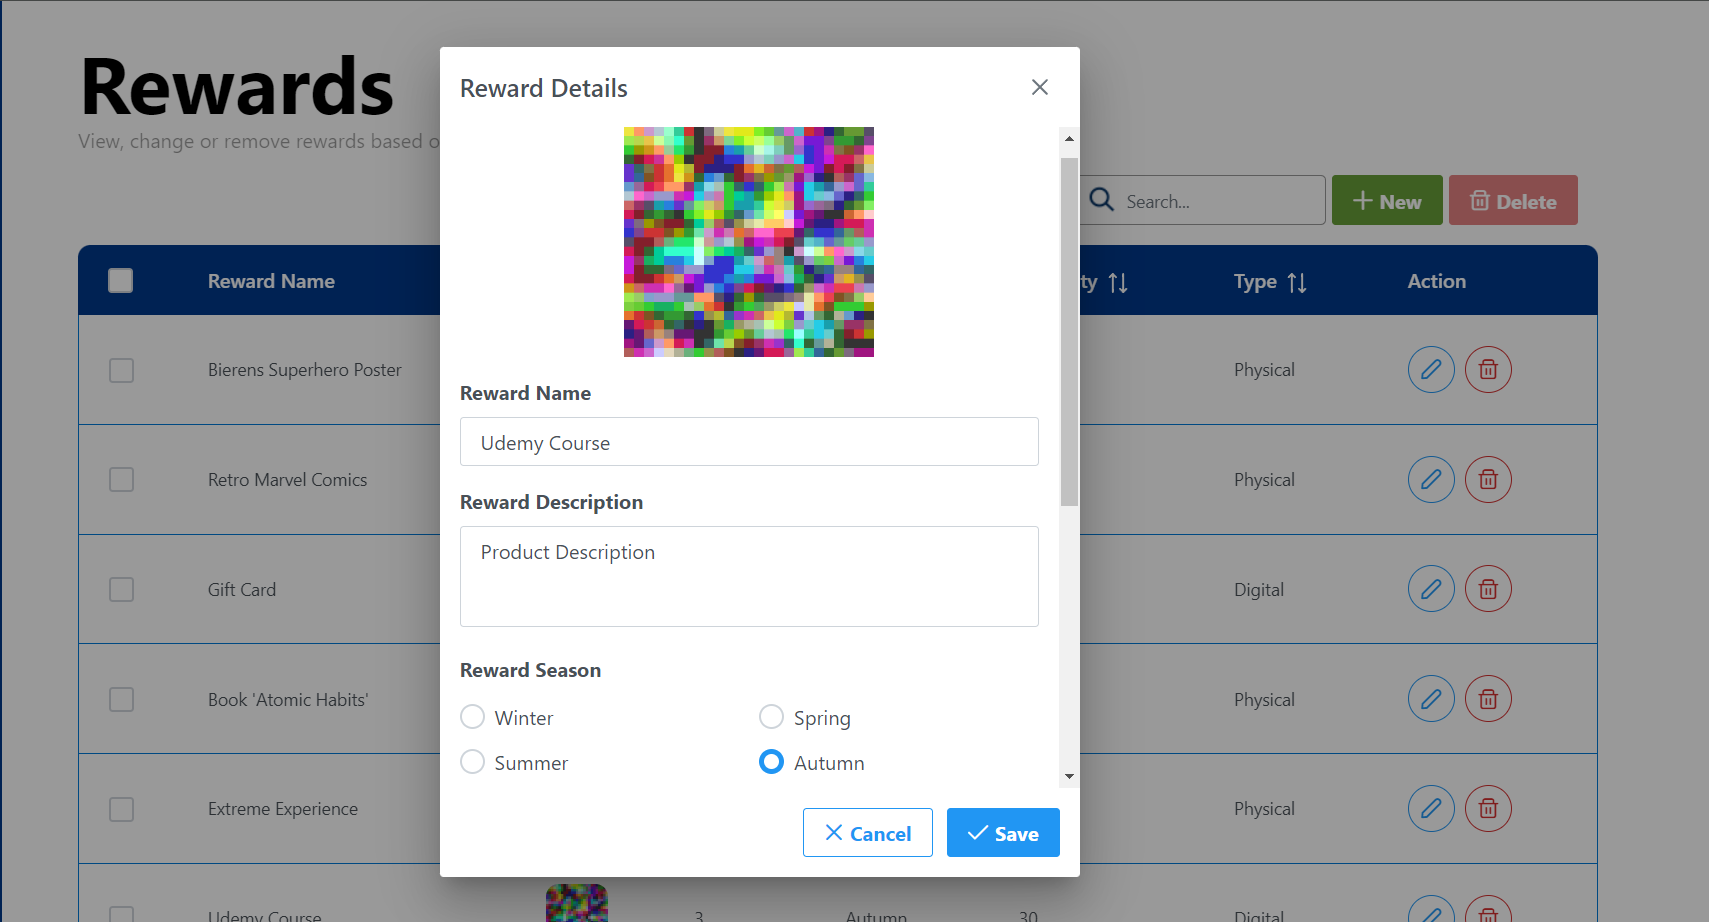 Rewards
View, change or remove rewards based o
Reward Details
Search...
New
Delete
Reward Name
ty
Type
Action
Bierens Superhero Poster
Physical
Retro Marvel Comics
Physical
Gift Card
Digital
Book 'Atomic Habits'
Physical
Extreme Experience
Physical
Udemy Course
3
Autumn
30
Digital
Reward Name
Udemy Course
Reward Description
Product Description
Reward Season
Winter
Spring
Summer
Autumn
Cancel
Save